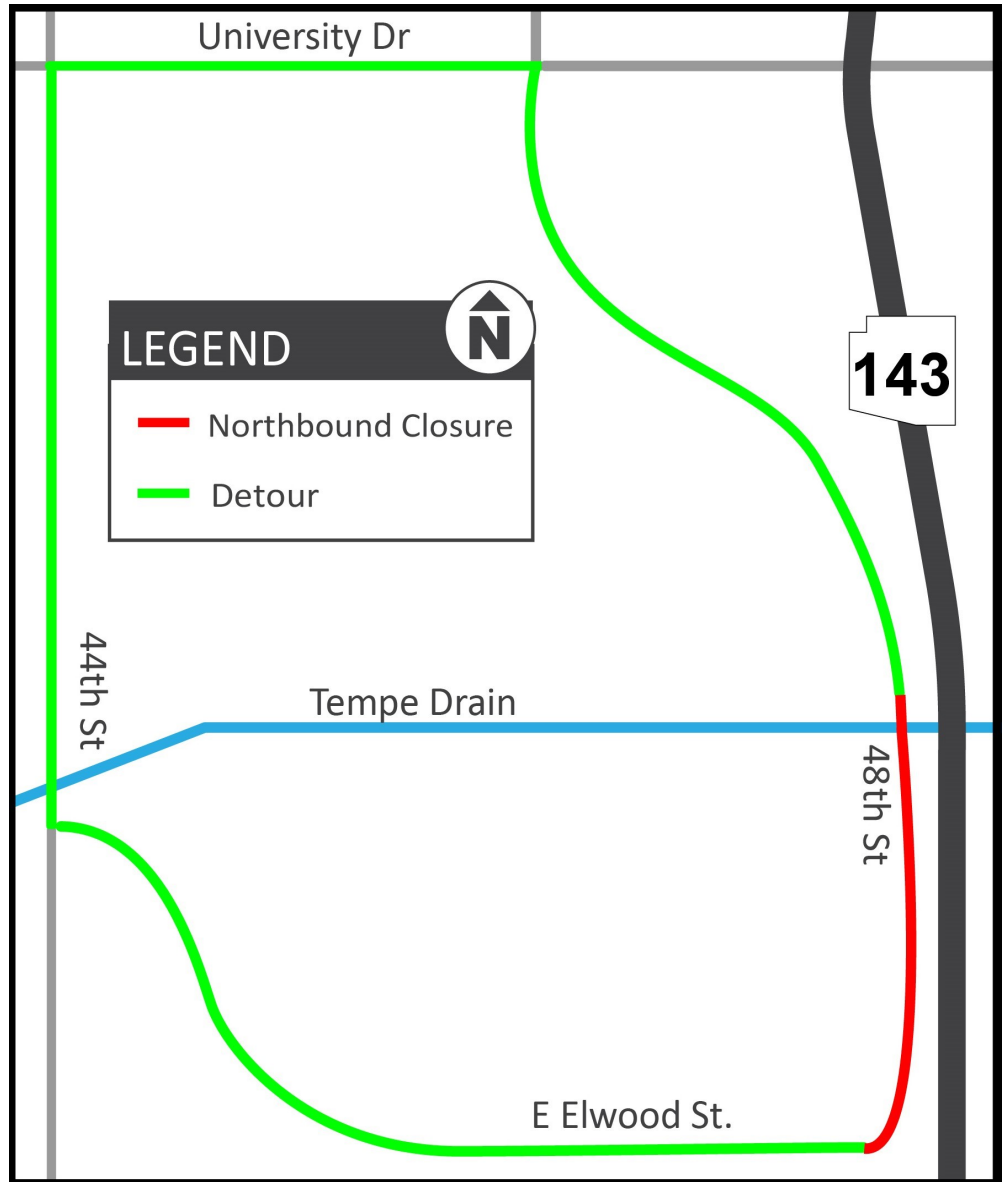 University Dr
N
LEGEND
143
Northbound Closure
Detour
44th St
Tempe Drain
48th St
E Elwood St.